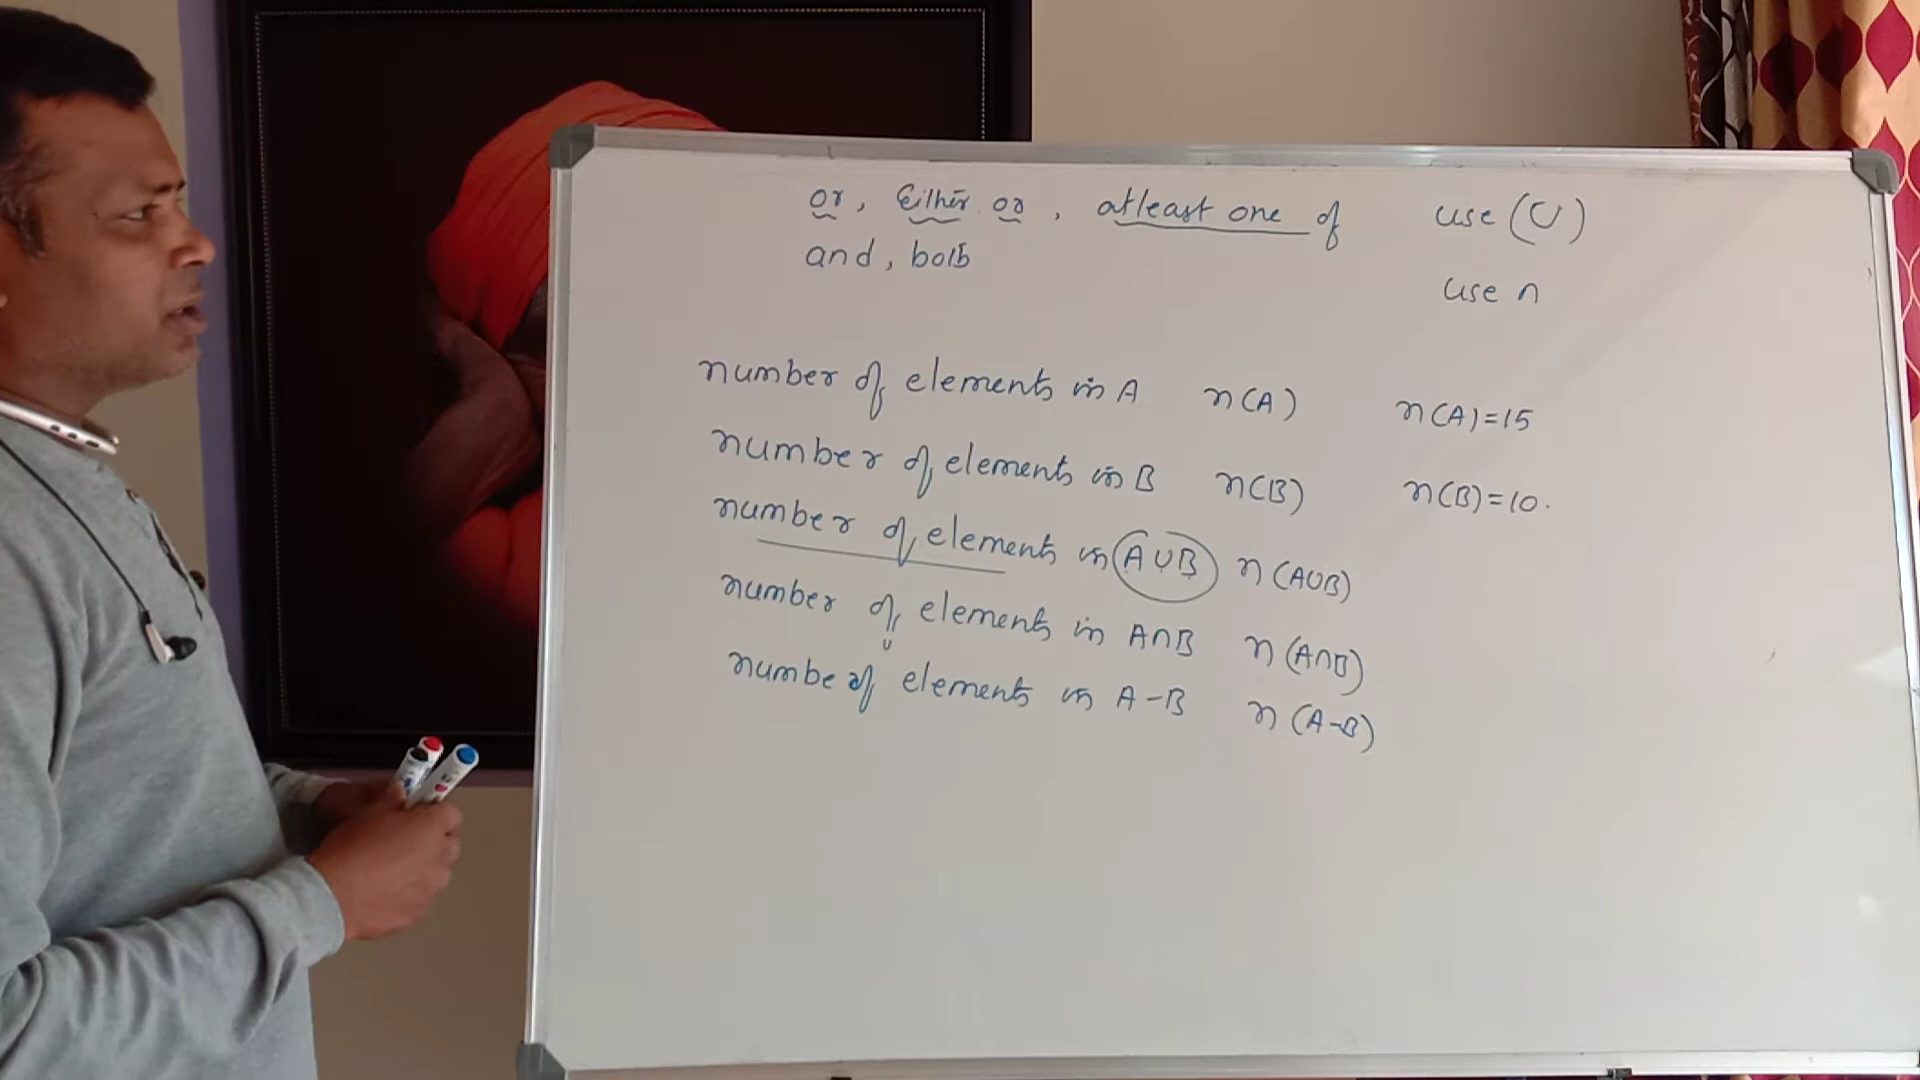 or, Either or, atleast one of use (∪)
and, both use ∩
number of elements in A n(A) n(A)=15
number of elements in B n(B) n(B)=10.
number of elements in A∪B n(A∪B)
number of elements in A∩B n(A∩B)
numbe of elements in A-B n(A-B)